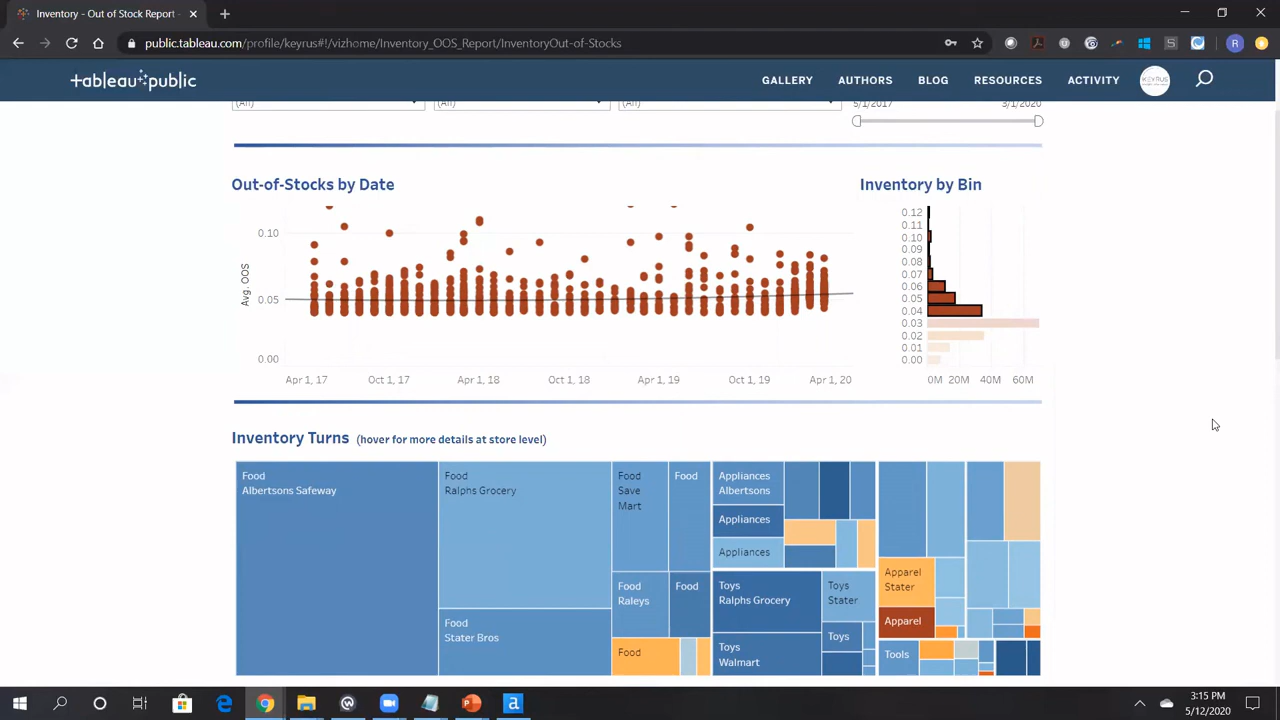 Inventory - Out of Stock Report
public.tableau.com/profile/keyrus#!/vizhome/Inventory_OOS_Report/InventoryOut-of-Stocks
R
tableau public
GALLERY AUTHORS BLOG RESOURCES ACTIVITY
KEYRUS
(All) (All) (All) 5/1/2017 3/1/2020
Out-of-Stocks by Date
Avg. OOS
0.10
0.05
0.00
Apr 1, 17 Oct 1, 17 Apr 1, 18 Oct 1, 18 Apr 1, 19 Oct 1, 19 Apr 1, 20
Inventory by Bin
0.12
0.11
0.10
0.09
0.08
0.07
0.06
0.05
0.04
0.03
0.02
0.01
0.00
0M 20M 40M 60M
Inventory Turns (hover for more details at store level)
Food
Albertsons Safeway
Food
Ralphs Grocery
Food
Stater Bros
Food
Save
Mart
Food
Food
Raleys
Food
Food
Appliances
Albertsons
Appliances
Appliances
Toys
Ralphs Grocery
Toys
Walmart
Toys
Stater
Toys
Apparel
Stater
Apparel
Tools
3:15 PM
5/12/2020